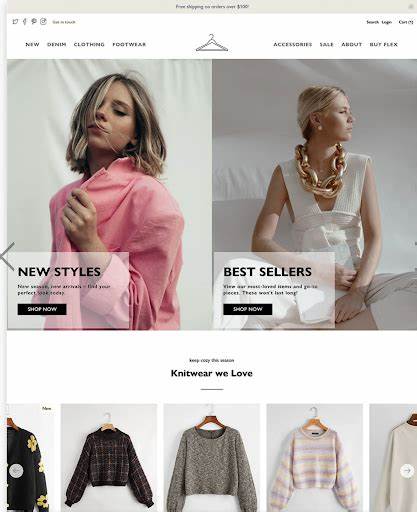 Free shipping on orders over $100!
Get in touch
Search Login Cart (1)
NEW DENIM CLOTHING FOOTWEAR
ACCESSORIES SALE ABOUT BUY FLEX
NEW STYLES
New season, new arrivals - find your
perfect look today.
SHOP NOW
BEST SELLERS
View our most-loved items and go-to
pieces. These won't last long!
SHOP NOW
keep cozy this season
Knitwear we Love
New